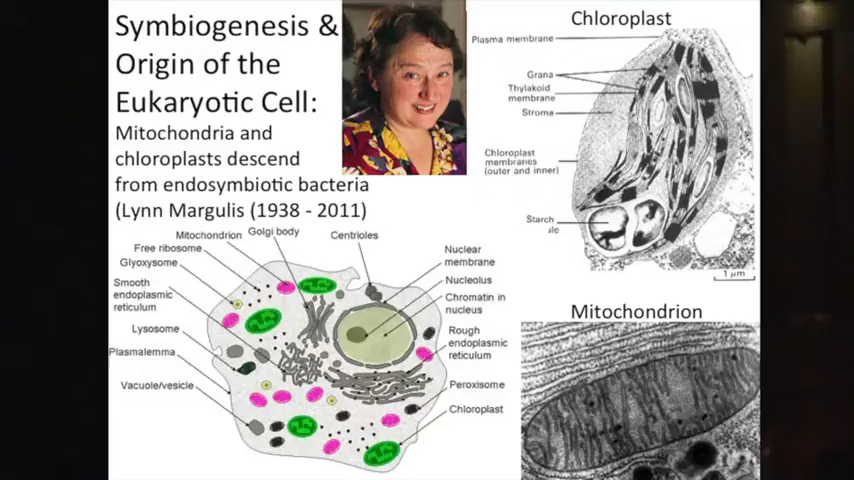 Symbiogenesis &
Origin of the
Eukaryotic Cell:
Mitochondria and
chloroplasts descend
from endosymbiotic bacteria
(Lynn Margulis (1938 - 2011)
Chloroplast
Plasma membrane
Grana
Thylakoid
membrane
Stroma
Chloroplast
membranes
(outer and inner)
Starch
1 µm
Mitochondrion
Golgi body
Centrioles
Free ribosome
Glyoxysome
Smooth
endoplasmic
reticulum
Lysosome
Plasmalemma
Vacuole/vesicle
Nuclear
membrane
Nucleolus
Chromatin in
nucleus
Rough
endoplasmic
reticulum
Peroxisome
Chloroplast
Mitochondrion